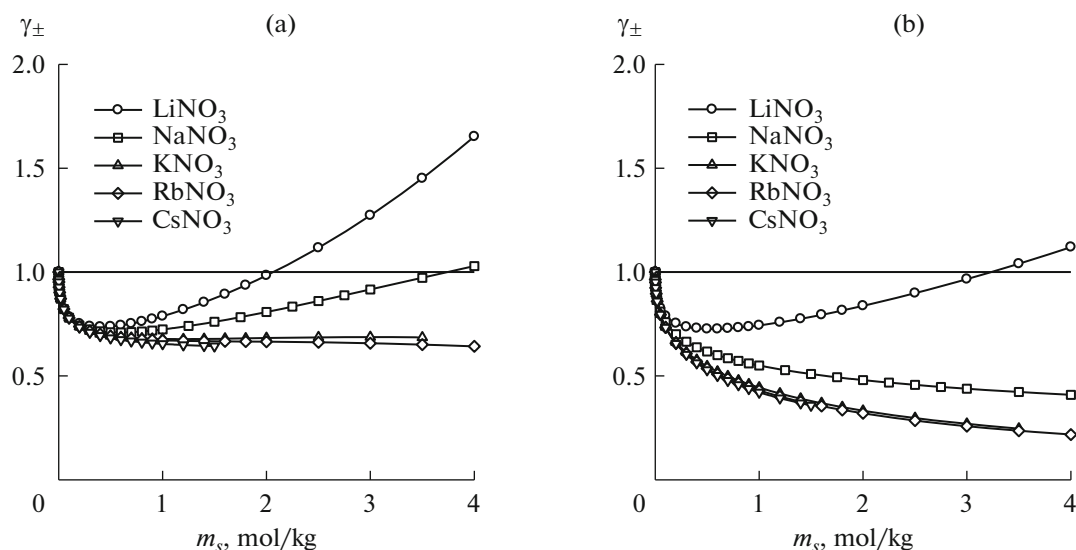 γ±
(a)
2.0
LiNO3
NaNO3
1.5
KNO3
RbNO3
CsNO3
1.0
0.5
0
1
2
3
4
ms, mol/kg
γ±
(b)
2.0
LiNO3
NaNO3
1.5
KNO3
RbNO3
CsNO3
1.0
0.5
0
1
2
3
4
ms, mol/kg